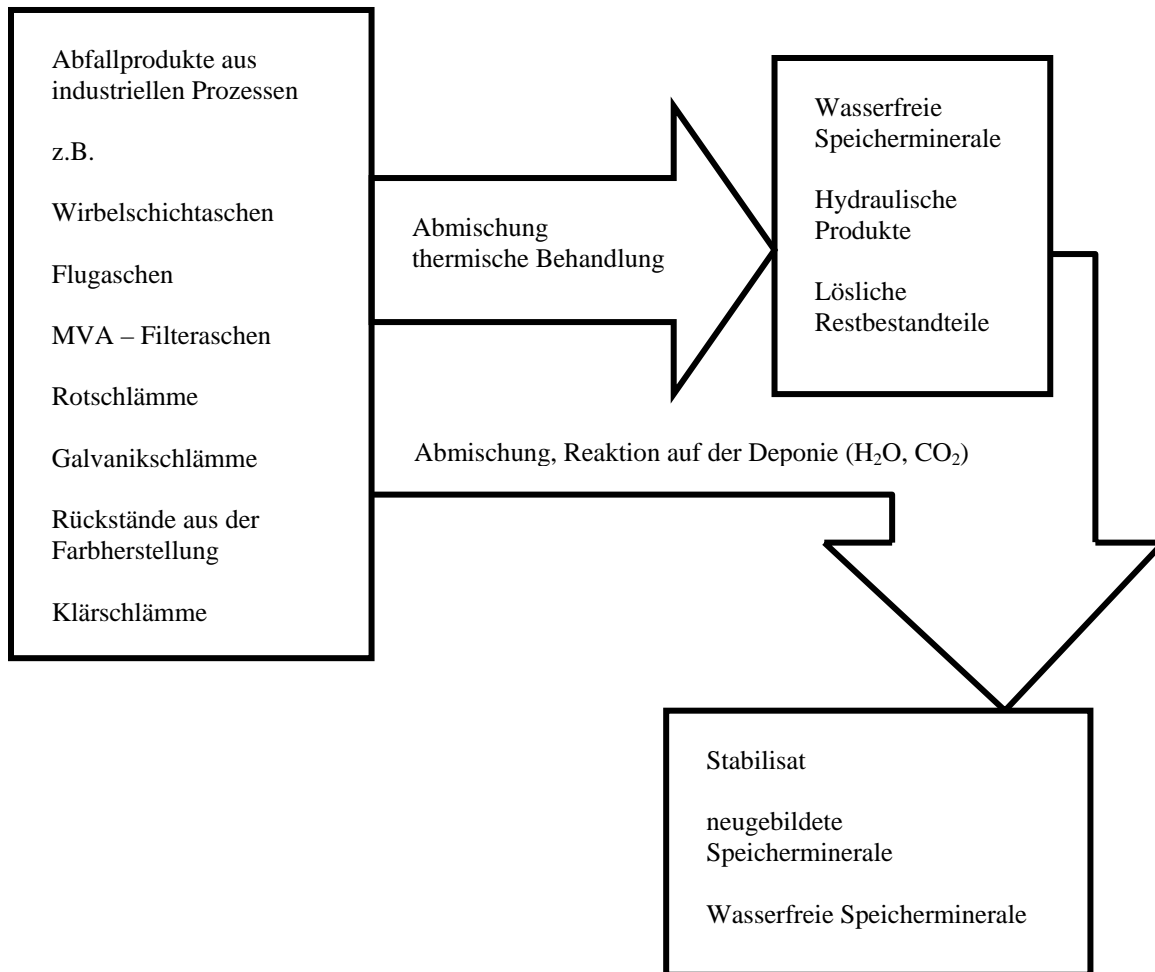 Abfallprodukte aus
industriellen Prozessen
z.B.
Wirbelschichtaschen
Flugaschen
MVA – Filteraschen
Rotschlämme
Galvanikschlämme
Rückstände aus der
Farbherstellung
Klärschlämme
Abmischung
thermische Behandlung
Wasserfreie
Speicherminerale
Hydraulische
Produkte
Lösliche
Restbestandteile
Abmischung, Reaktion auf der Deponie (H₂O, CO₂)
Stabilisat
neugebildete
Speicherminerale
Wasserfreie Speicherminerale